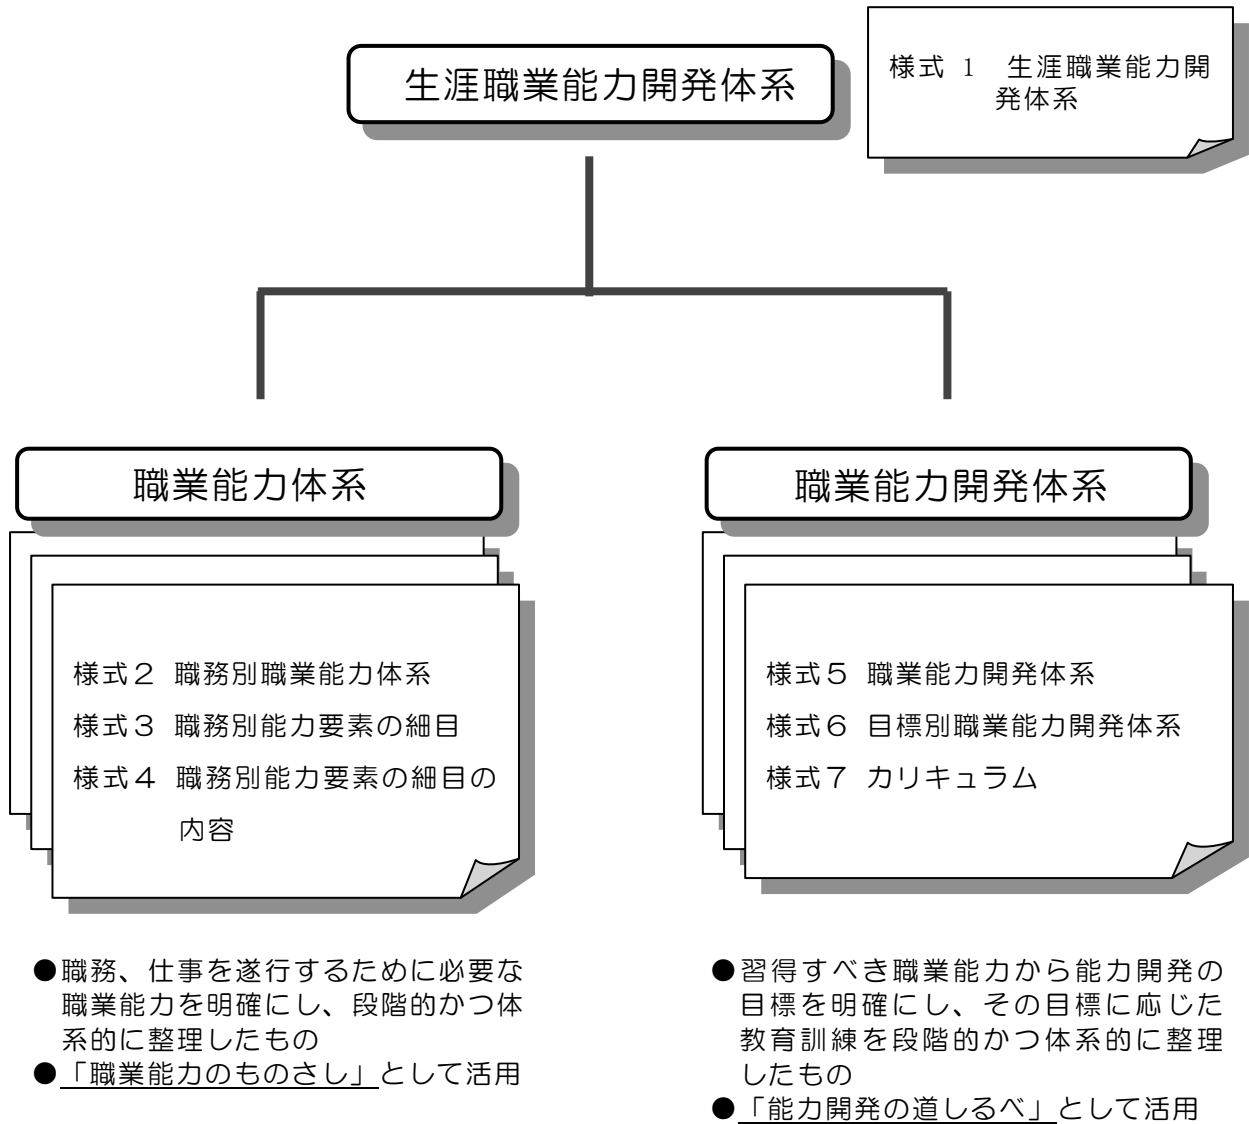 生涯職業能力開発体系
様式 1　生涯職業能力開
発体系
職業能力体系
様式２ 職務別職業能力体系
様式３ 職務別能力要素の細目
様式４ 職務別能力要素の細目の
内容
●職務、仕事を遂行するために必要な
職業能力を明確にし、段階的かつ体
系的に整理したもの
●「職業能力のものさし」として活用
職業能力開発体系
様式５ 職業能力開発体系
様式６ 目標別職業能力開発体系
様式７ カリキュラム
●習得すべき職業能力から能力開発の
目標を明確にし、その目標に応じた
教育訓練を段階的かつ体系的に整理
したもの
●「能力開発の道しるべ」として活用